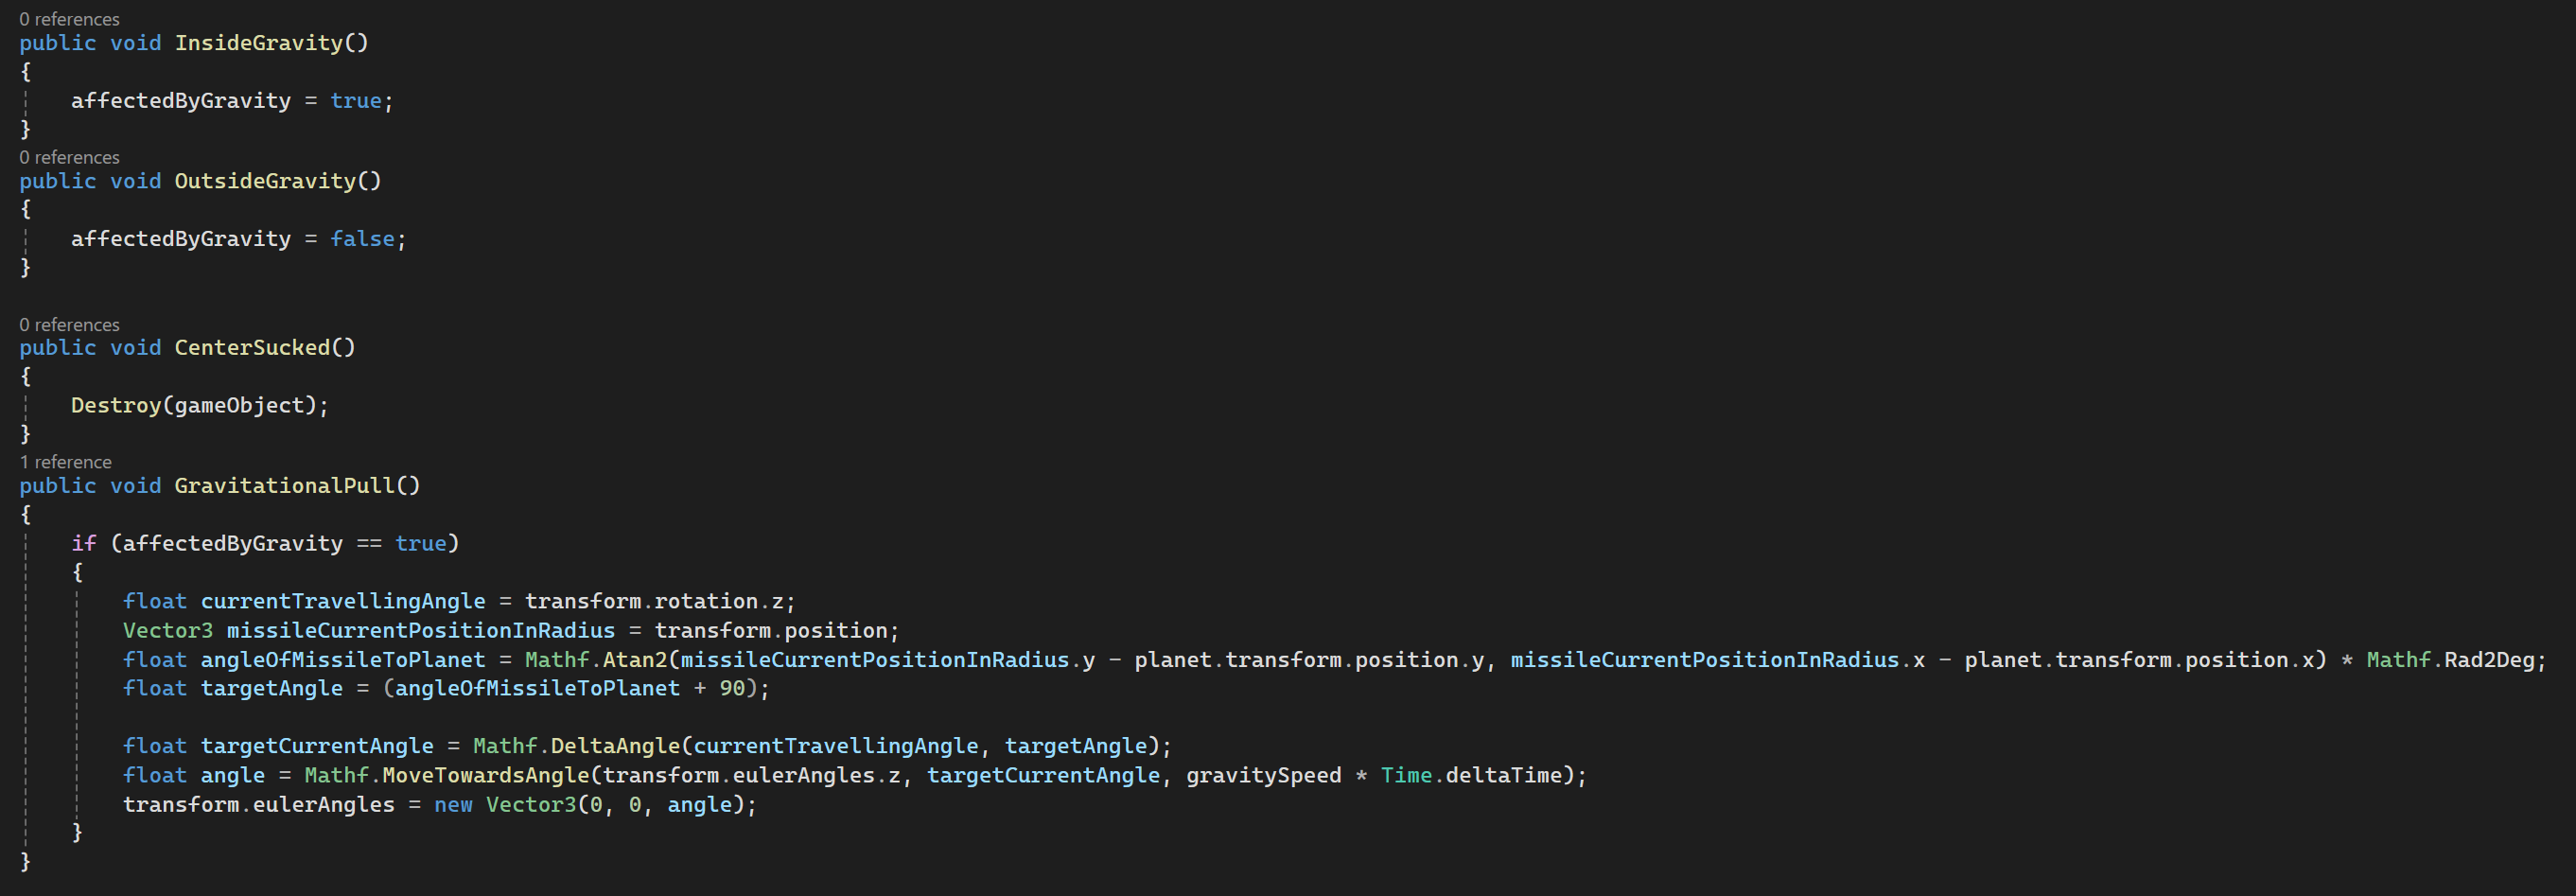 0 references
public void InsideGravity()
{
    affectedByGravity = true;
}
0 references
public void OutsideGravity()
{
    affectedByGravity = false;
}
0 references
public void CenterSucked()
{
    Destroy(gameObject);
}
1 reference
public void GravitationalPull()
{
    if (affectedByGravity == true)
    {
        float currentTravellingAngle = transform.rotation.z;
        Vector3 missileCurrentPositionInRadius = transform.position;
        float angleOfMissileToPlanet = Mathf.Atan2(missileCurrentPositionInRadius.y - planet.transform.position.y, missileCurrentPositionInRadius.x - planet.transform.position.x) * Mathf.Rad2Deg;
        float targetAngle = (angleOfMissileToPlanet + 90);
        float targetCurrentAngle = Mathf.DeltaAngle(currentTravellingAngle, targetAngle);
        float angle = Mathf.MoveTowardsAngle(transform.eulerAngles.z, targetCurrentAngle, gravitySpeed * Time.deltaTime);
        transform.eulerAngles = new Vector3(0, 0, angle);
    }
}